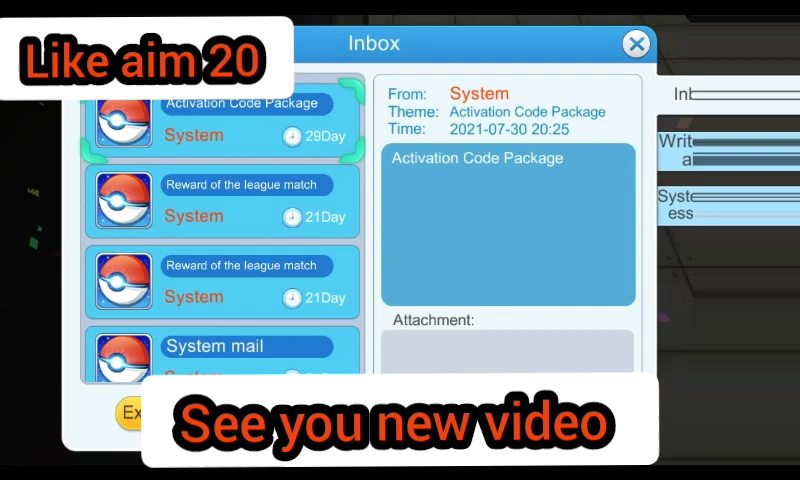 Like aim 20
Inbox
Activation Code Package
System
29Day
Reward of the league match
System
21Day
Reward of the league match
System
21Day
System mail
From: System
Theme: Activation Code Package
Time: 2021-07-30 20:25
Activation Code Package
Attachment:
See you new video